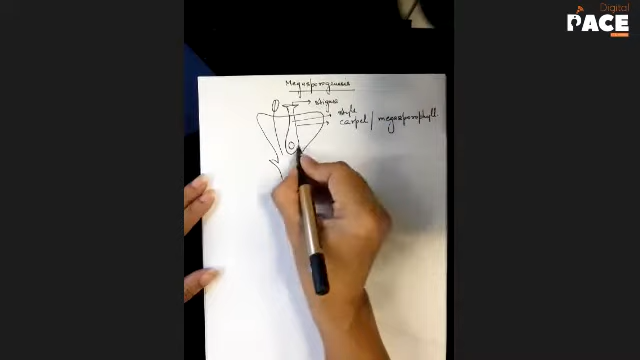 Digital
PACE
Megasporogenesis
stigma
style
carpel / megasporophyll.